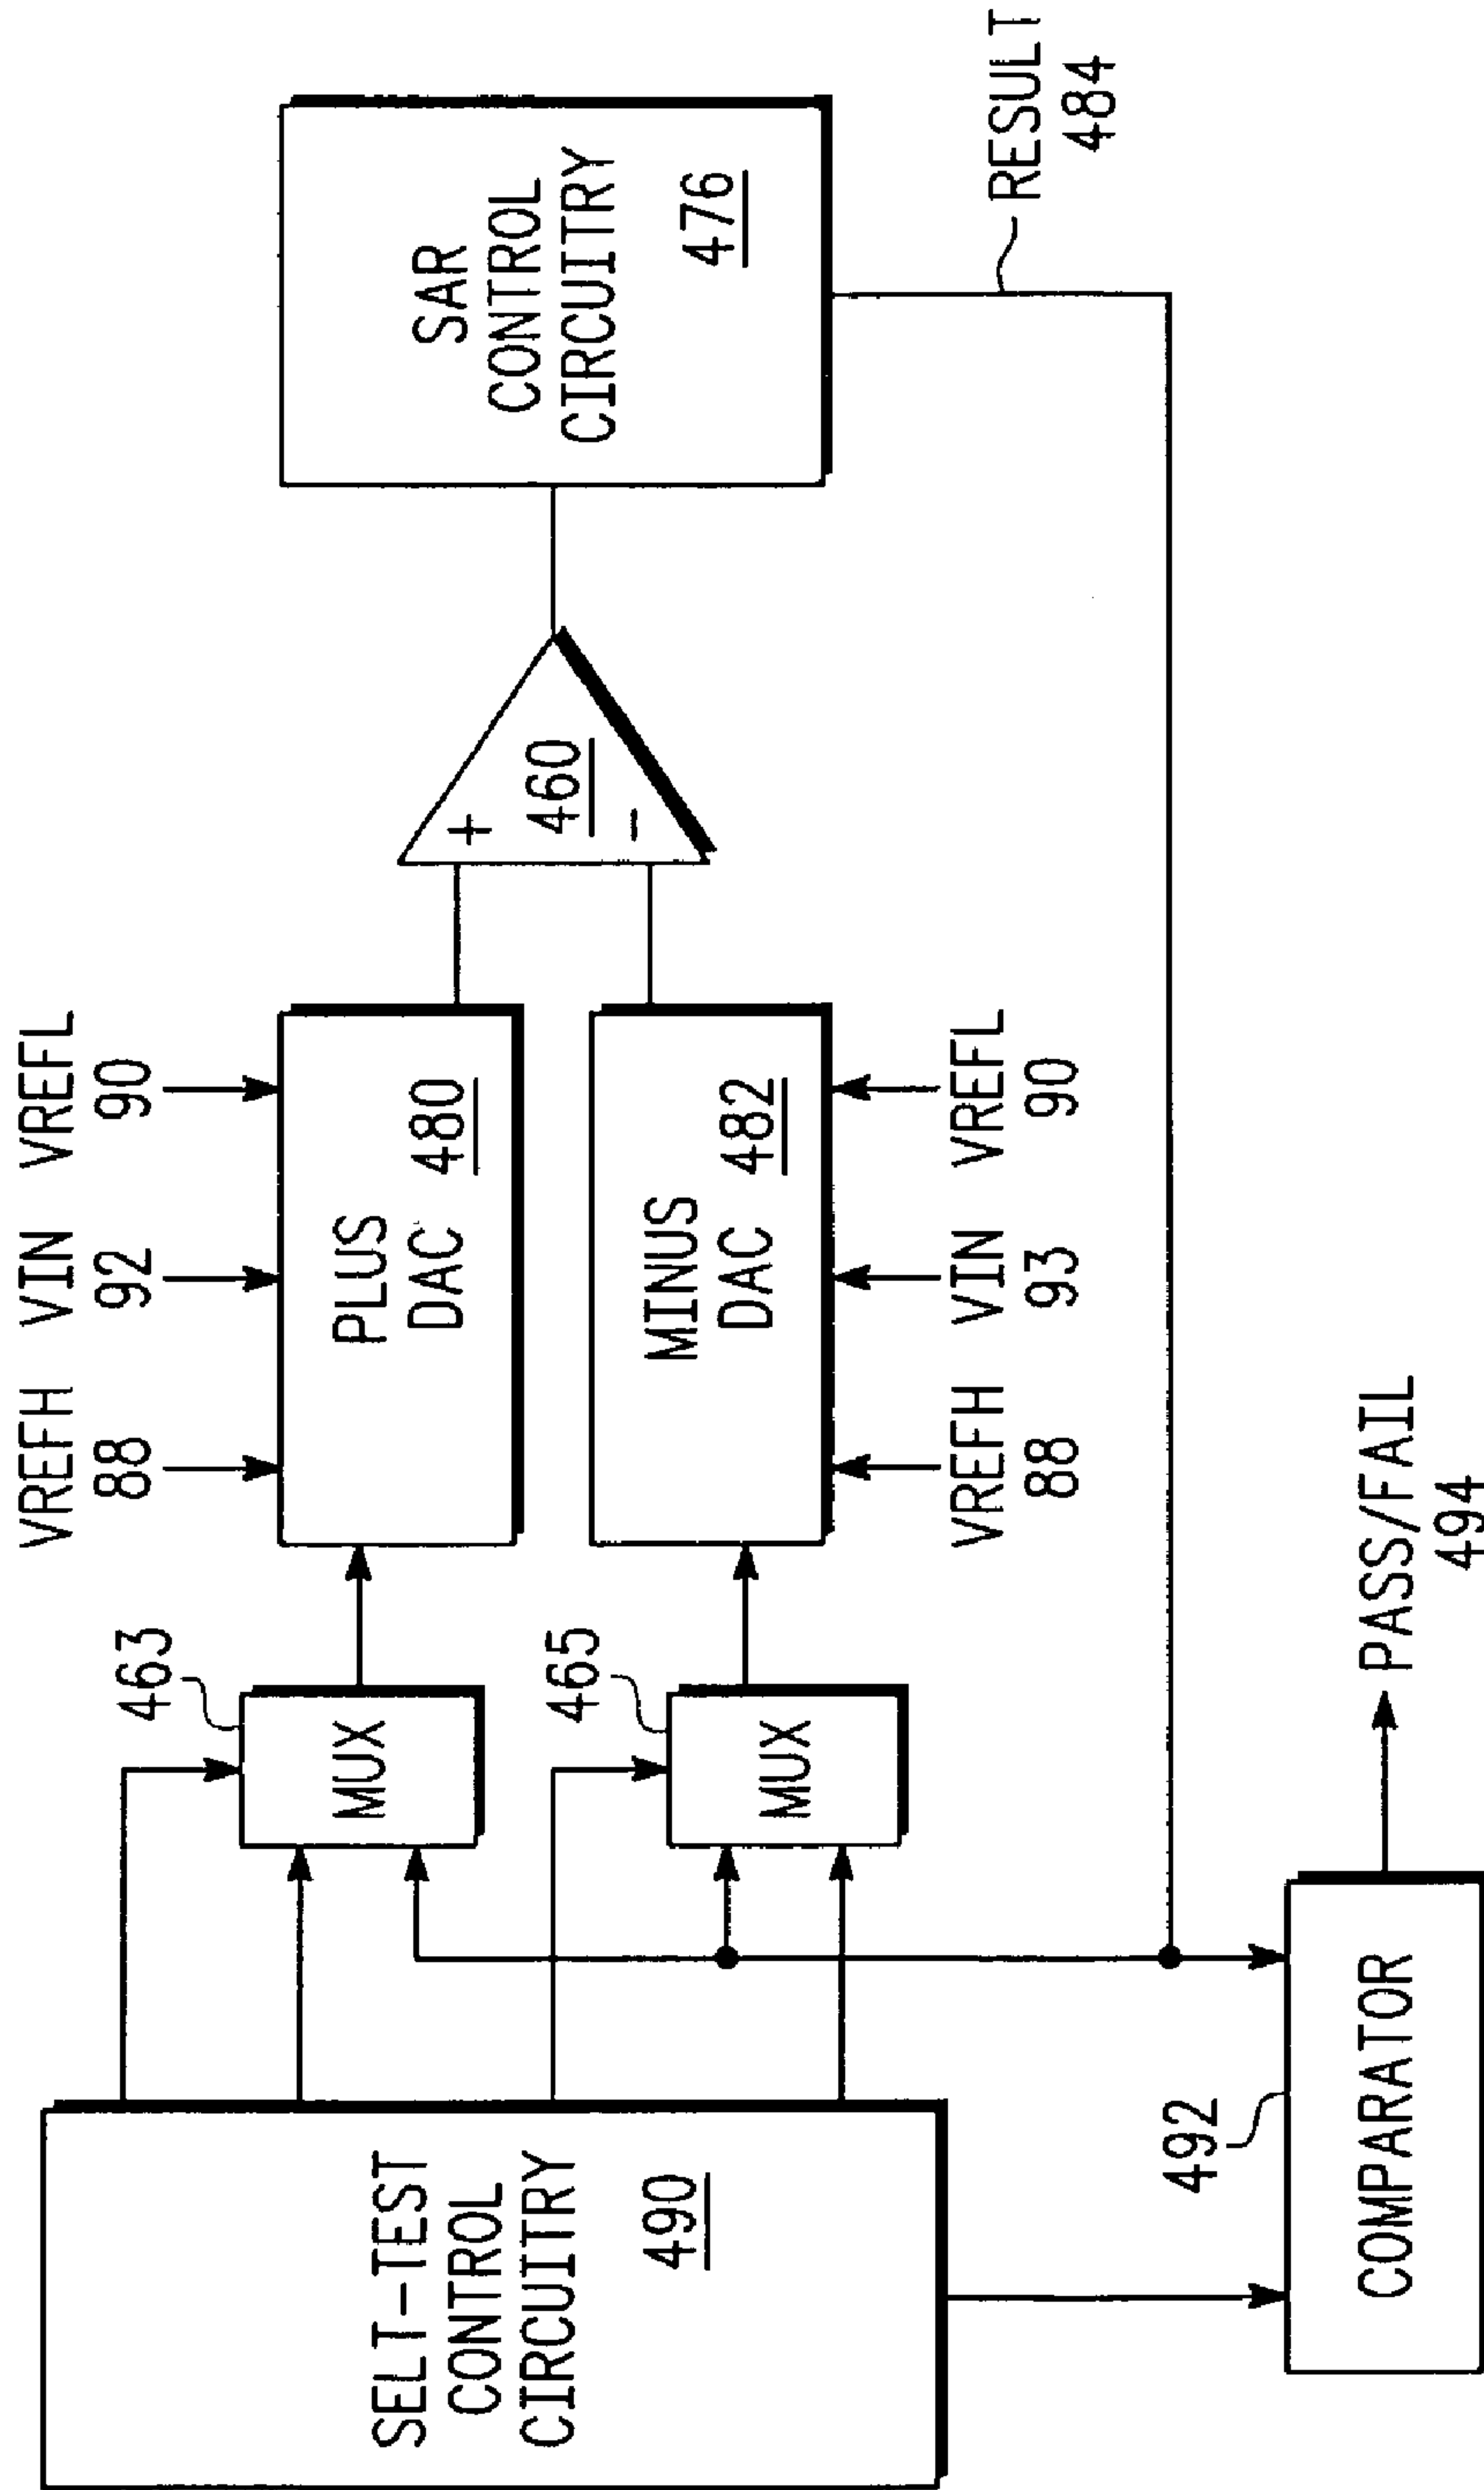 VREFH VIN VREFL
88 92 90
463
SELT-TEST
CONTROL
CIRCUITRY
490
MUX
PLUS
DAC 480
+
460
-
SAR
CONTROL
CIRCUITRY
476
465
MUX
MINUS
DAC 482
VREFH VIN VREFL
88 93 90
RESULT
484
492
COMPARATOR
PASS/FAIL
494